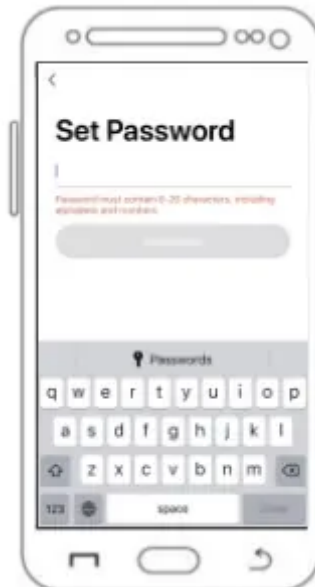 Set Password
Password must contain 6-20 characters, including
alphabets and numbers.
Passwords
q w e r t y u i o p
a s d f g h j k l
z x c v b n m
123 space